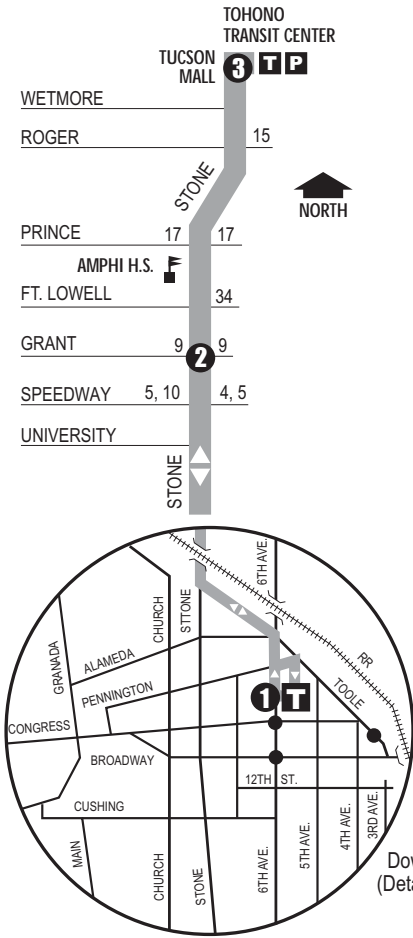 TOHONO
TRANSIT CENTER
TUCSON
MALL
3 T P
WETMORE
ROGER 15
STONE
NORTH
PRINCE 17 17
AMPHI H.S.
FT. LOWELL 34
GRANT 9 2 9
SPEEDWAY 5, 10 4, 5
UNIVERSITY
STONE
6TH AVE.
CHURCH
STTONE
GRANADA
ALAMEDA
RR
PENNINGTON
TOOLE
1 T
CONGRESS
BROADWAY
12TH ST.
CUSHING
MAIN
CHURCH
STONE
6TH AVE.
5TH AVE.
4TH AVE.
3RD AVE.